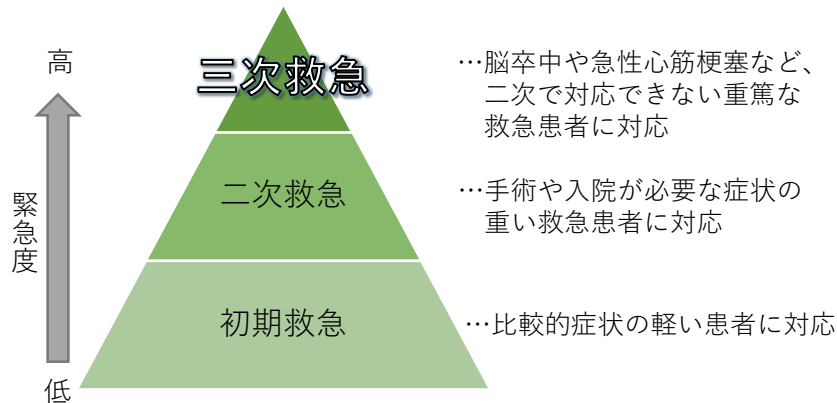 高
三次救急
…脳卒中や急性心筋梗塞など、
二次で対応できない重篤な
救急患者に対応
緊急度
二次救急
…手術や入院が必要な症状の
重い救急患者に対応
初期救急
…比較的症状の軽い患者に対応
低